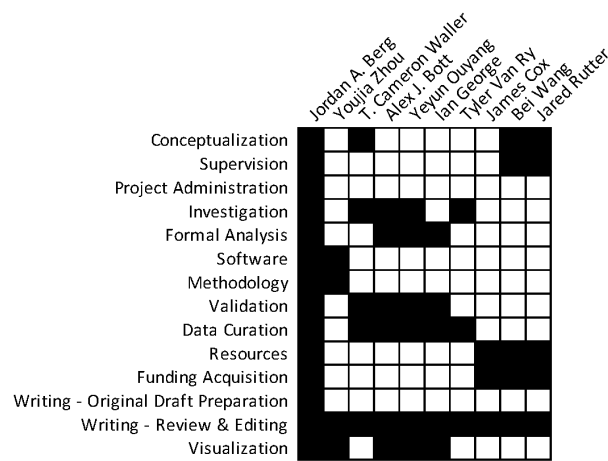 Jordan A. Berg
Youjia Zhou
T. Cameron Waller
Alex J. Bott
Yeyun Ouyang
Ian George
Tyler Van Ry
James Cox
Bei Wang
Jared Rutter
Conceptualization
Supervision
Project Administration
Investigation
Formal Analysis
Software
Methodology
Validation
Data Curation
Resources
Funding Acquisition
Writing - Original Draft Preparation
Writing - Review & Editing
Visualization